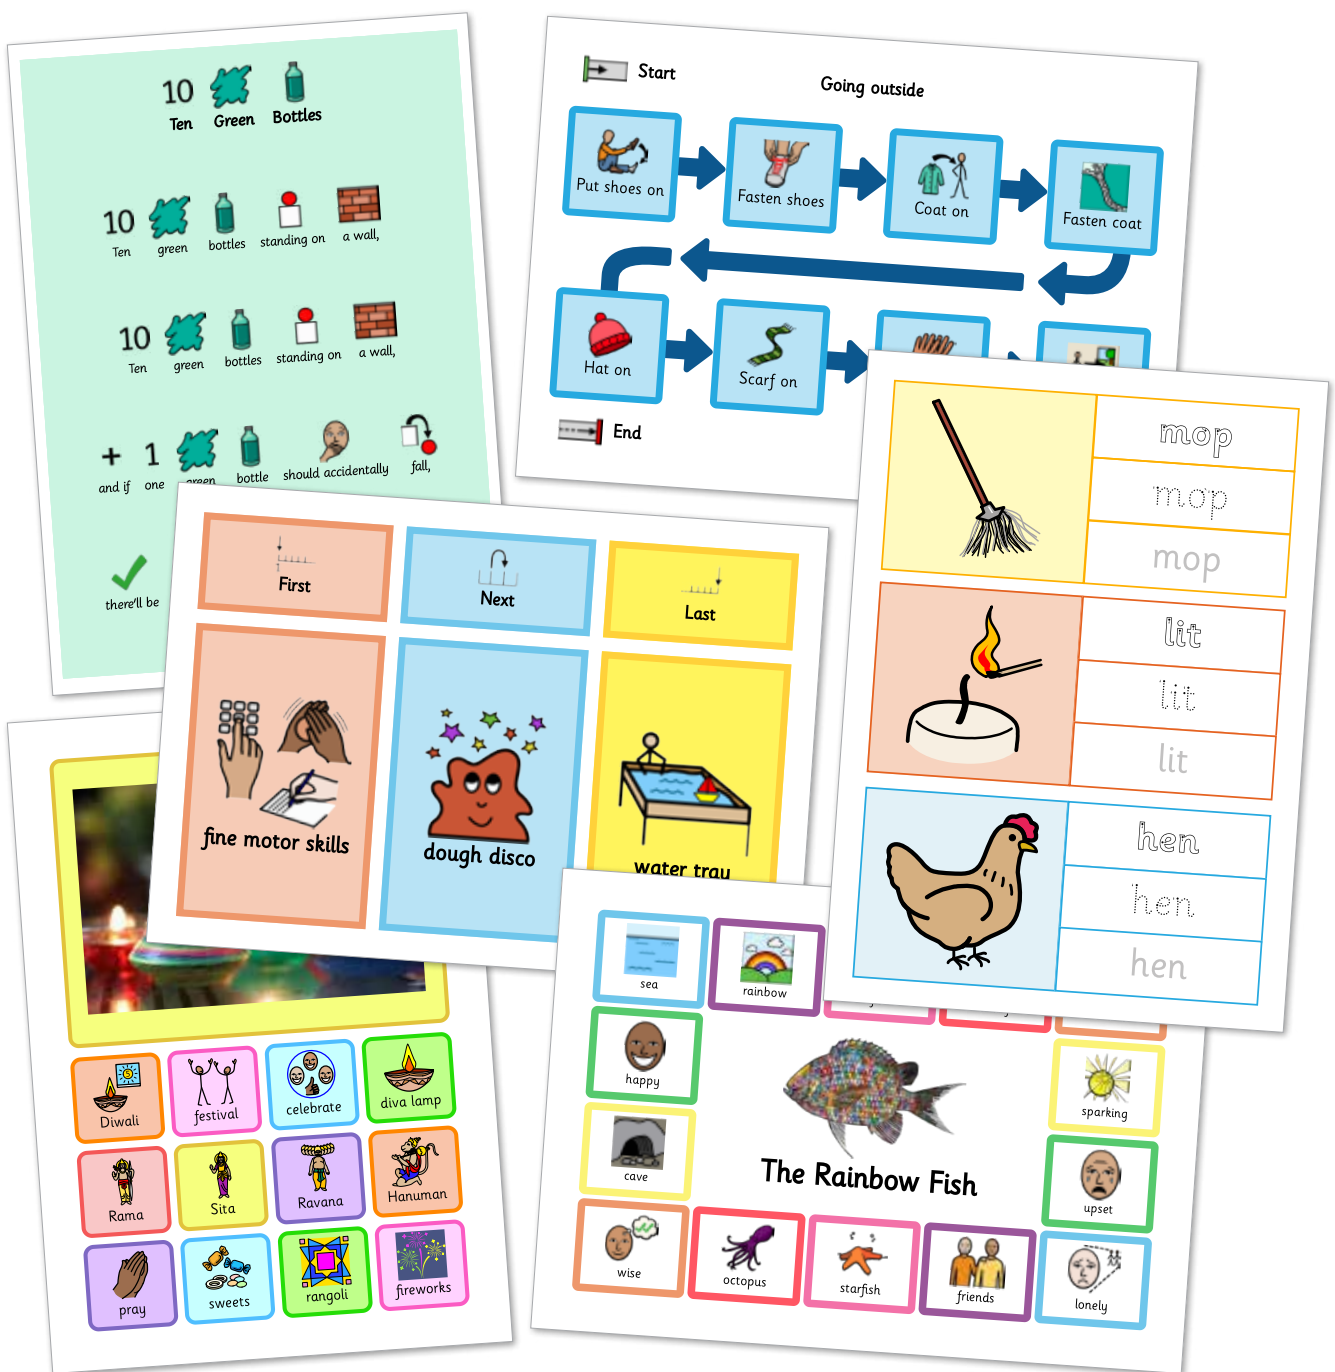 10
Ten Green Bottles
10
Ten green bottles standing on a wall,
10
Ten green bottles standing on a wall,
+ 1
and if one green bottle should accidentally fall,
there'll be
Start
Going outside
Put shoes on
Fasten shoes
Coat on
Fasten coat
Hat on
Scarf on
End
mop
mop
mop
lit
lit
lit
hen
hen
hen
First
Next
Last
1
fine motor skills
dough disco
water tray
Diwali
festival
celebrate
diva lamp
Rama
Sita
Ravana
Hanuman
pray
sweets
rangoli
fireworks
sea
rainbow
happy
sparking
cave
The Rainbow Fish
upset
wise
octopus
starfish
friends
lonely